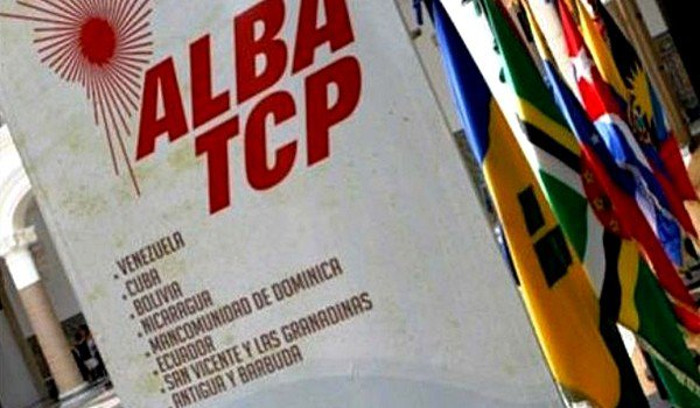 ALBA
TCP
.VENEZUELA
.CUBA
.BOLIVIA
.NICARAGUA
.MANCOMUNIDAD DE DOMINICA
.ECUADOR
.SAN VICENTE Y LAS GRANADINAS
.ANTIGUA Y BARBUDA